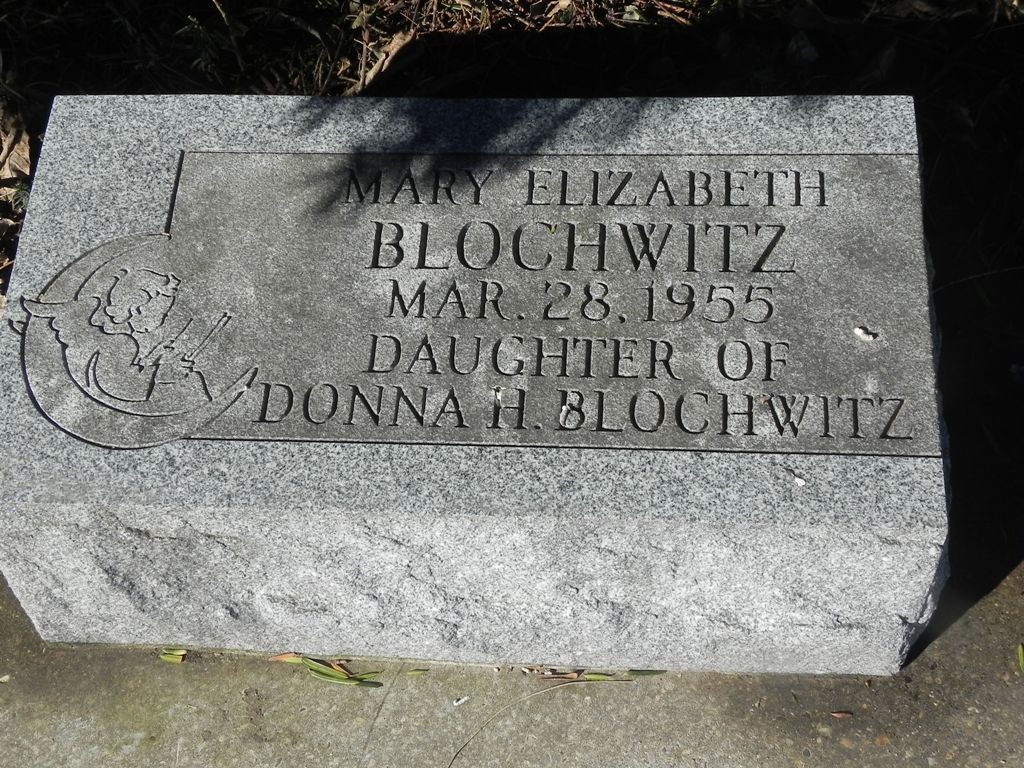 MARY ELIZABETH
BLOCHWITZ
MAR. 28. 1955
DAUGHTER OF
DONNA H. BLOCHWITZ